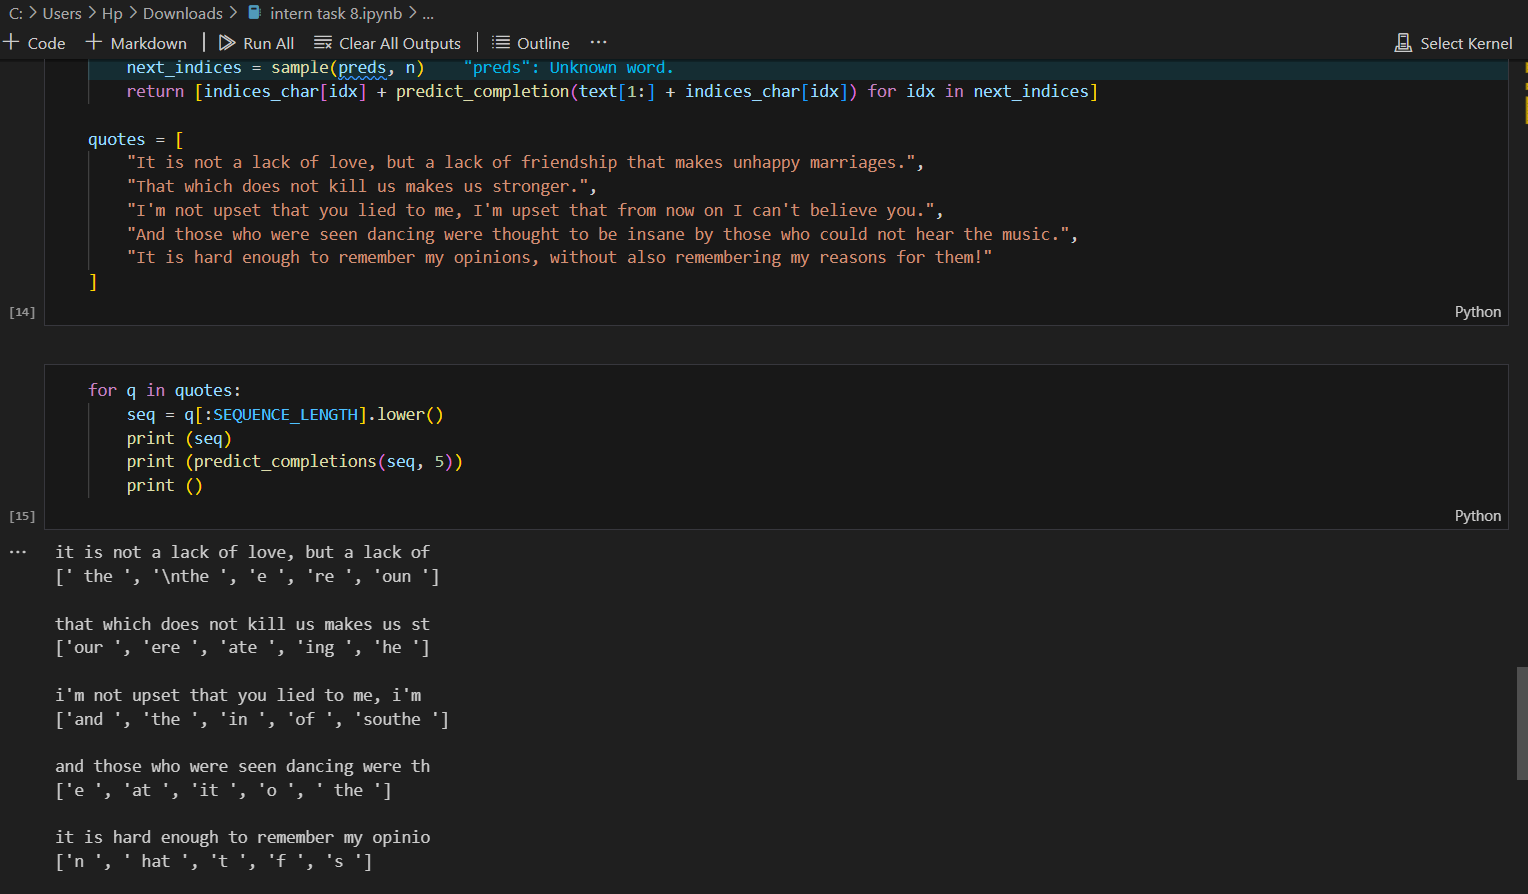 C: > Users > Hp > Downloads > intern task 8.ipynb > ...
+ Code + Markdown | Run All Clear All Outputs | Outline ... Select Kernel
next_indices = sample(preds, n) "preds": Unknown word.
return [indices_char[idx] + predict_completion(text[1:] + indices_char[idx]) for idx in next_indices]
quotes = [
"It is not a lack of love, but a lack of friendship that makes unhappy marriages.",
"That which does not kill us makes us stronger.",
"I'm not upset that you lied to me, I'm upset that from now on I can't believe you.",
"And those who were seen dancing were thought to be insane by those who could not hear the music.",
"It is hard enough to remember my opinions, without also remembering my reasons for them!"
]
[14] Python
for q in quotes:
seq = q[:SEQUENCE_LENGTH].lower()
print (seq)
print (predict_completions(seq, 5))
print ()
[15] Python
... it is not a lack of love, but a lack of
[' the ', '\nthe ', 'e ', 're ', 'oun ']
that which does not kill us makes us st
['our ', 'ere ', 'ate ', 'ing ', 'he ']
i'm not upset that you lied to me, i'm
['and ', 'the ', 'in ', 'of ', 'southe ']
and those who were seen dancing were th
['e ', 'at ', 'it ', 'o ', ' the ']
it is hard enough to remember my opinio
['n ', ' hat ', 't ', 'f ', 's ']